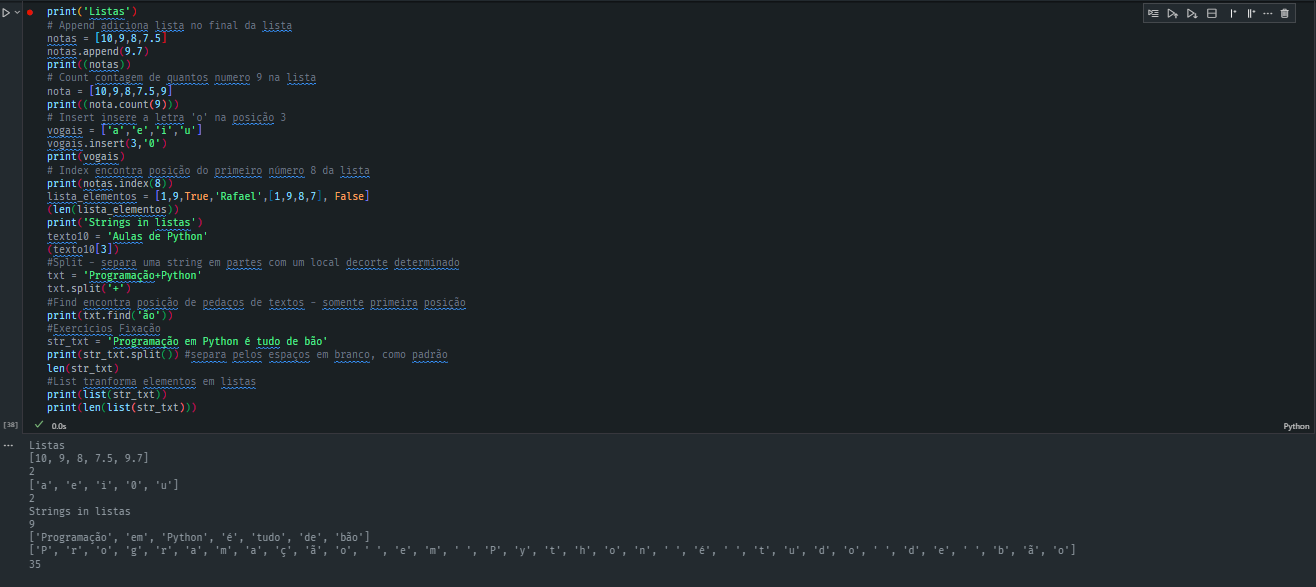 print('Listas')
# Append adiciona lista no final da lista
notas = [10,9,8,7.5]
notas.append(9.7)
print((notas))
# Count contagem de quantos numero 9 na lista
nota = [10,9,8,7.5,9]
print((nota.count(9)))
# Insert insere a letra 'o' na posição 3
vogais = ['a','e','i','u']
vogais.insert(3,'0')
print(vogais)
# Index encontra posição do primeiro número 8 da lista
print(notas.index(8))
lista_elementos = [1,9,True,'Rafael',[1,9,8,7], False]
(len(lista_elementos))
print('Strings in listas')
texto10 = 'Aulas de Python'
(texto10[3])
#Split - separa uma string em partes com um local decorte determinado
txt = 'Programação+Python'
txt.split('+')
#Find encontra posição de pedaços de textos - somente primeira posição
print(txt.find('ão'))
#Exercícios Fixação
str_txt = 'Programação em Python é tudo de bão'
print(str_txt.split()) #separa pelos espaços em branco, como padrão
len(str_txt)
#List tranforma elementos em listas
print(list(str_txt))
print(len(list(str_txt)))
[38] 0.0s Python
Listas
[10, 9, 8, 7.5, 9.7]
2
['a', 'e', 'i', '0', 'u']
2
Strings in listas
9
['Programação', 'em', 'Python', 'é', 'tudo', 'de', 'bão']
['P', 'r', 'o', 'g', 'r', 'a', 'm', 'a', 'ç', 'ã', 'o', ' ', 'e', 'm', ' ', 'P', 'y', 't', 'h', 'o', 'n', ' ', 'é', ' ', 't', 'u', 'd', 'o', ' ', 'd', 'e', ' ', 'b', 'ã', 'o']
35